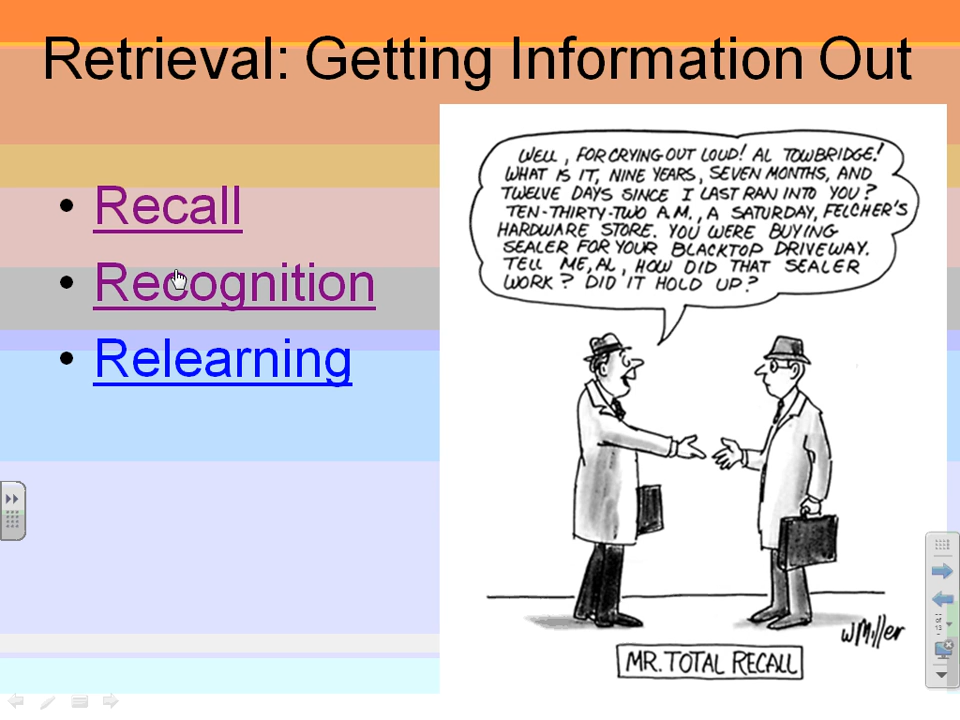 Retrieval: Getting Information Out
• Recall
• Recognition
• Relearning
WELL, FOR CRYING OUT LOUD! AL TOWBRIDGE!
WHAT IS IT, NINE YEARS, SEVEN MONTHS, AND
TWELVE DAYS SINCE I LAST RAN INTO YOU?
TEN-THIRTY-TWO A.M., A SATURDAY, FELCHER'S
HARDWARE STORE. YOU WERE BUYING
SEALER FOR YOUR BLACKTOP DRIVEWAY.
TELL ME, AL, HOW DID THAT SEALER
WORK? DID IT HOLD UP?
WMiller
MR. TOTAL RECALL